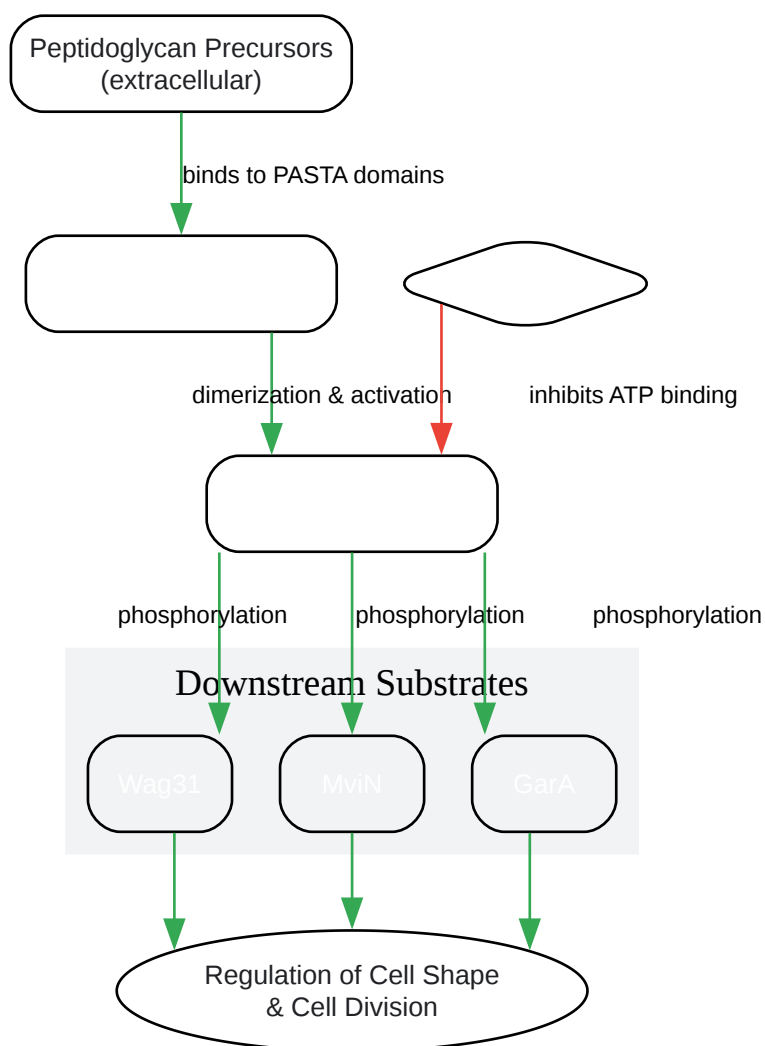 Peptidoglycan Precursors
(extracellular)
binds to PASTA domains
dimerization & activation
inhibits ATP binding
phosphorylation
phosphorylation
phosphorylation
Downstream Substrates
Wag31
MviN
GarA
Regulation of Cell Shape
& Cell Division